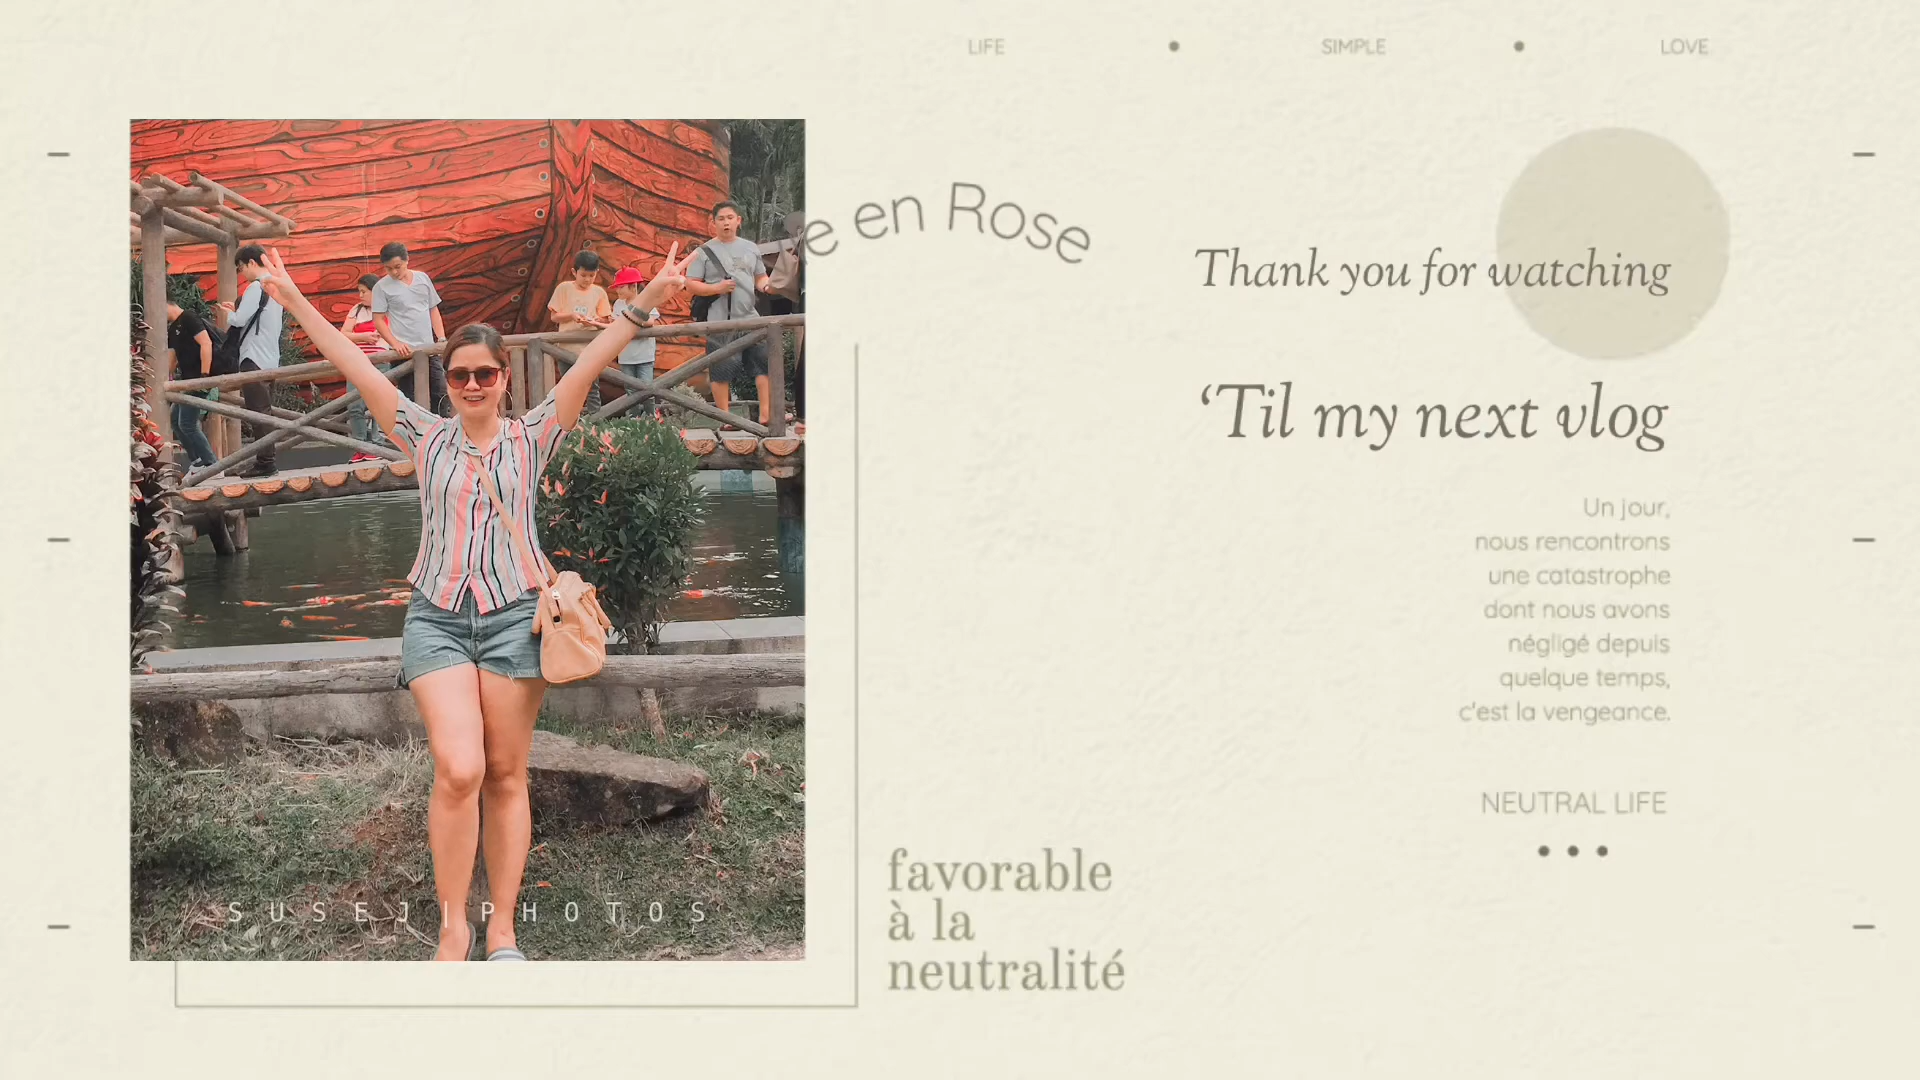 LIFE • SIMPLE • LOVE
e en Rose
Thank you for watching
‘Til my next vlog
Un jour,
nous rencontrons
une catastrophe
dont nous avons
négligé depuis
quelque temps,
c'est la vengeance.
NEUTRAL LIFE
favorable
à la
neutralité
SUSEJ|PHOTOS